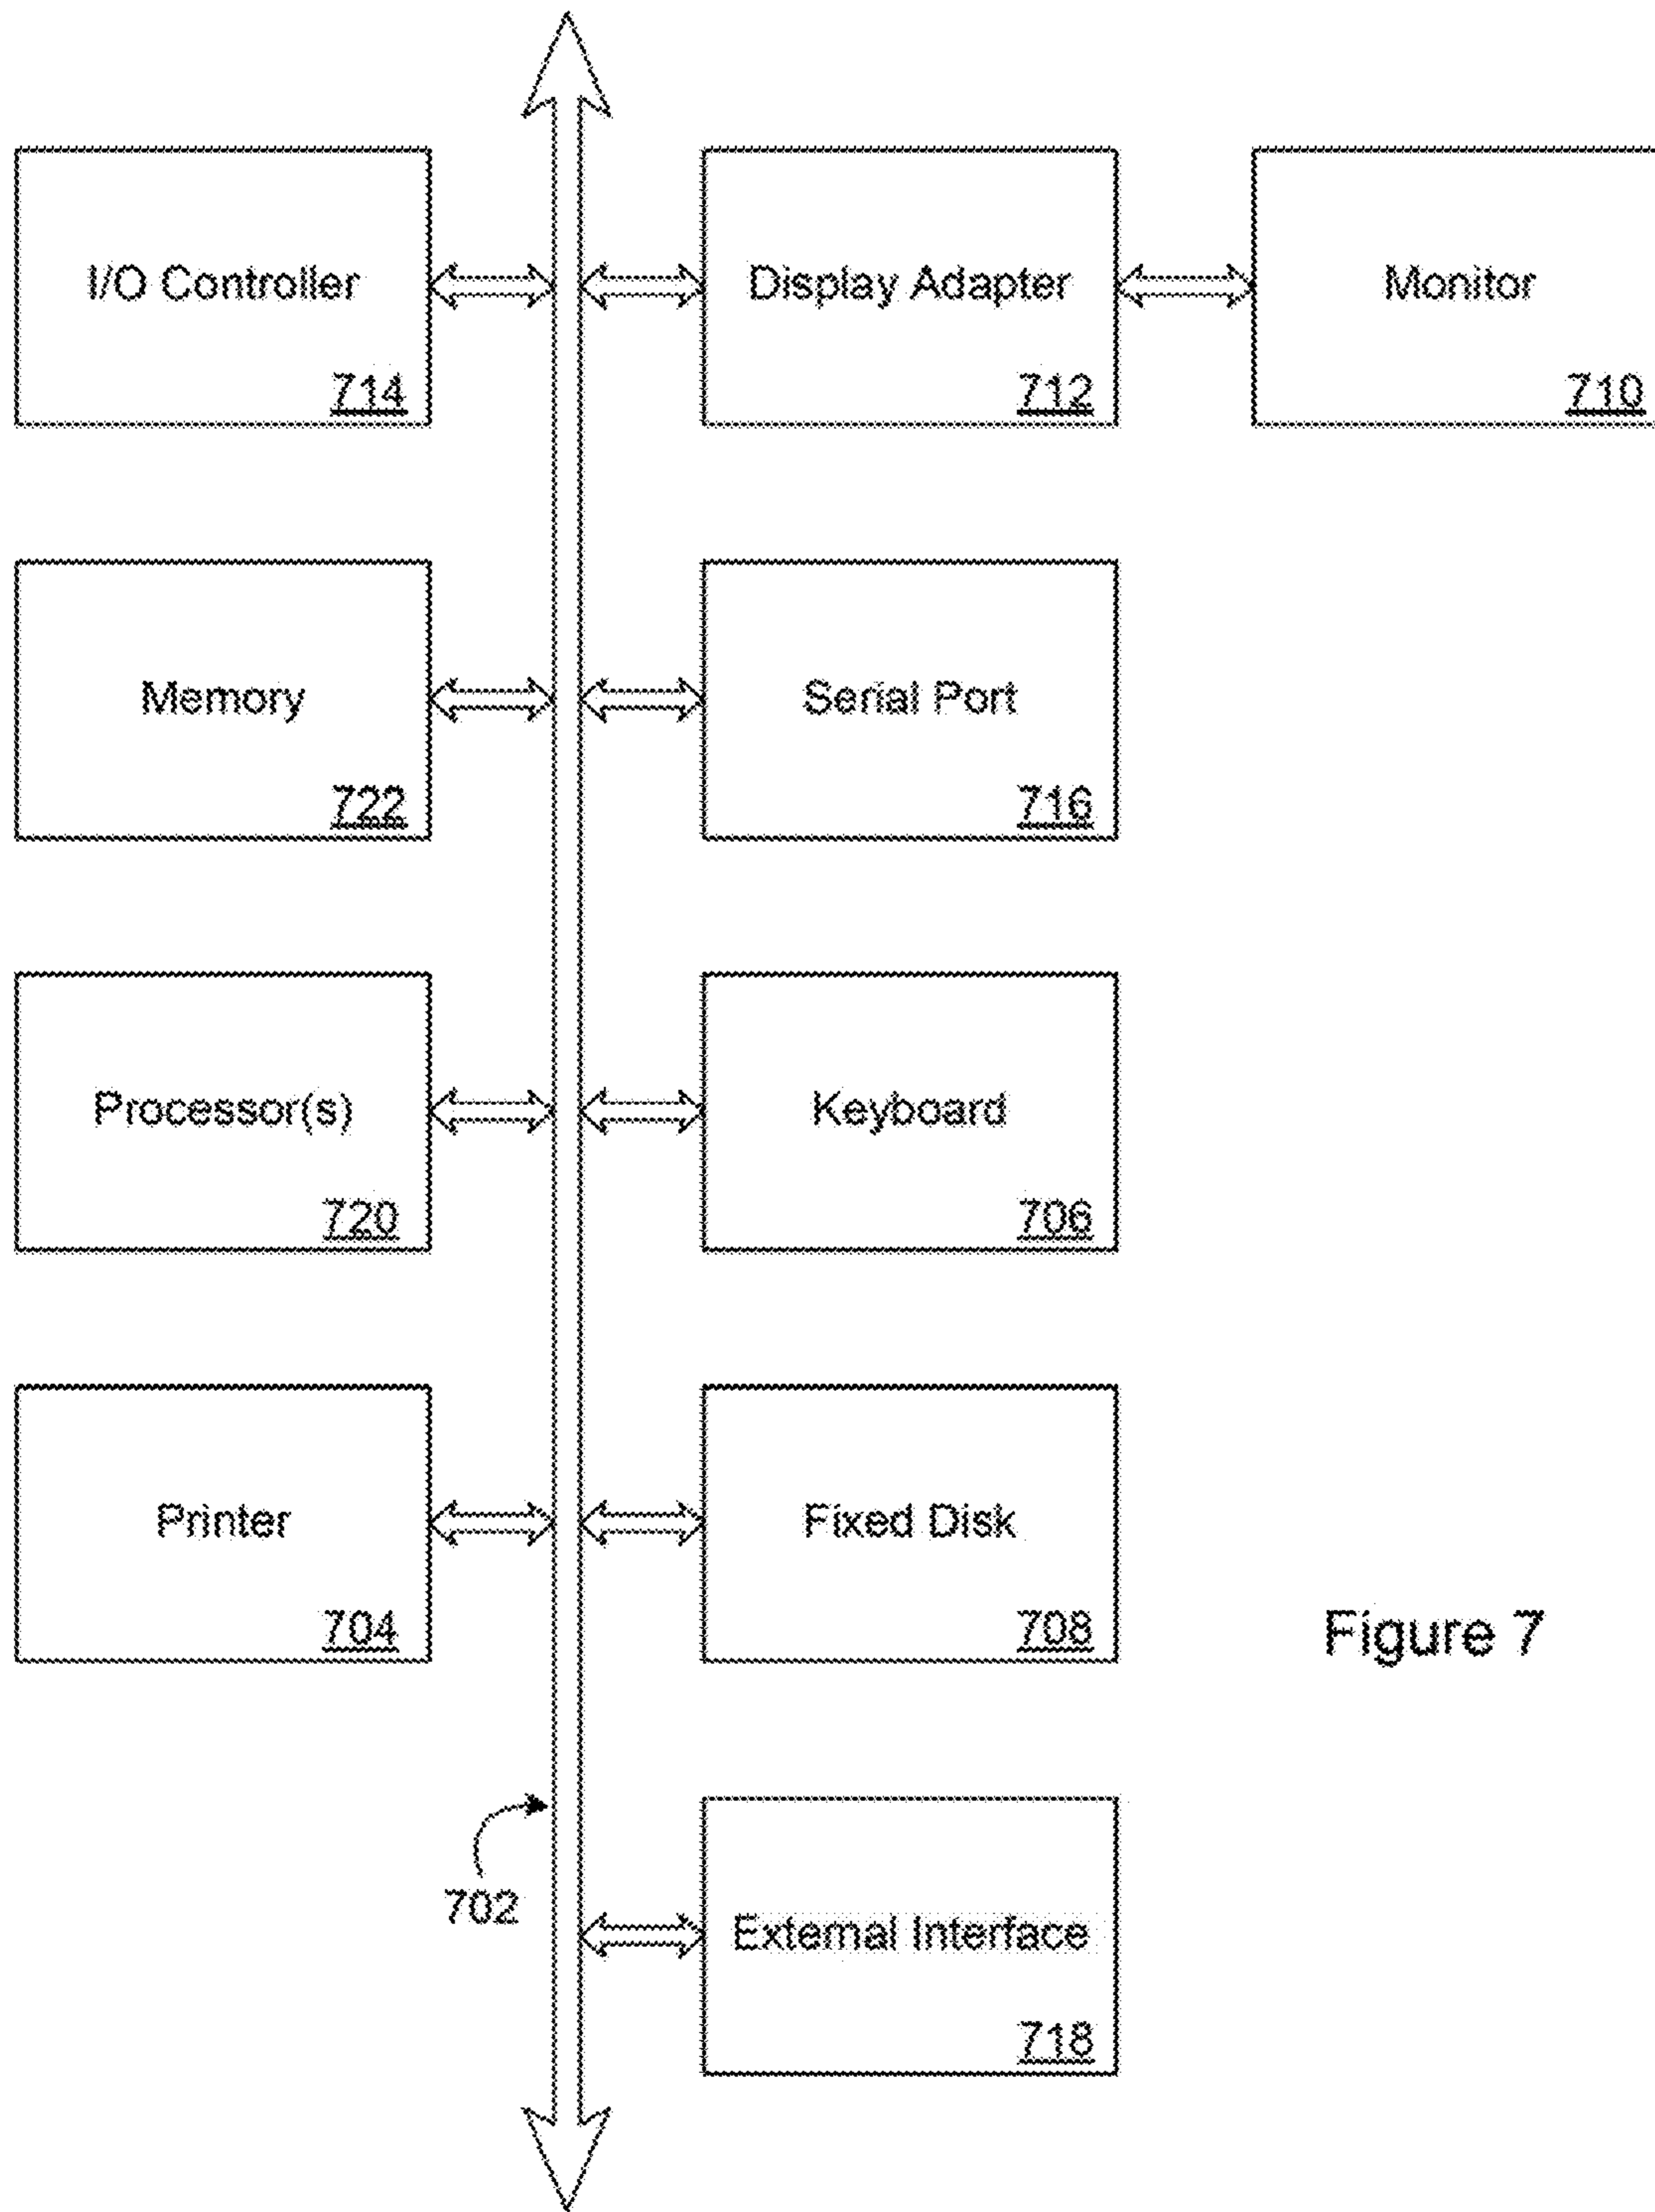 I/O Controller
714
Display Adapter
712
Monitor
710
Memory
722
Serial Port
716
Processor(s)
720
Keyboard
706
Printer
704
Fixed Disk
708
Figure 7
702
External Interface
718